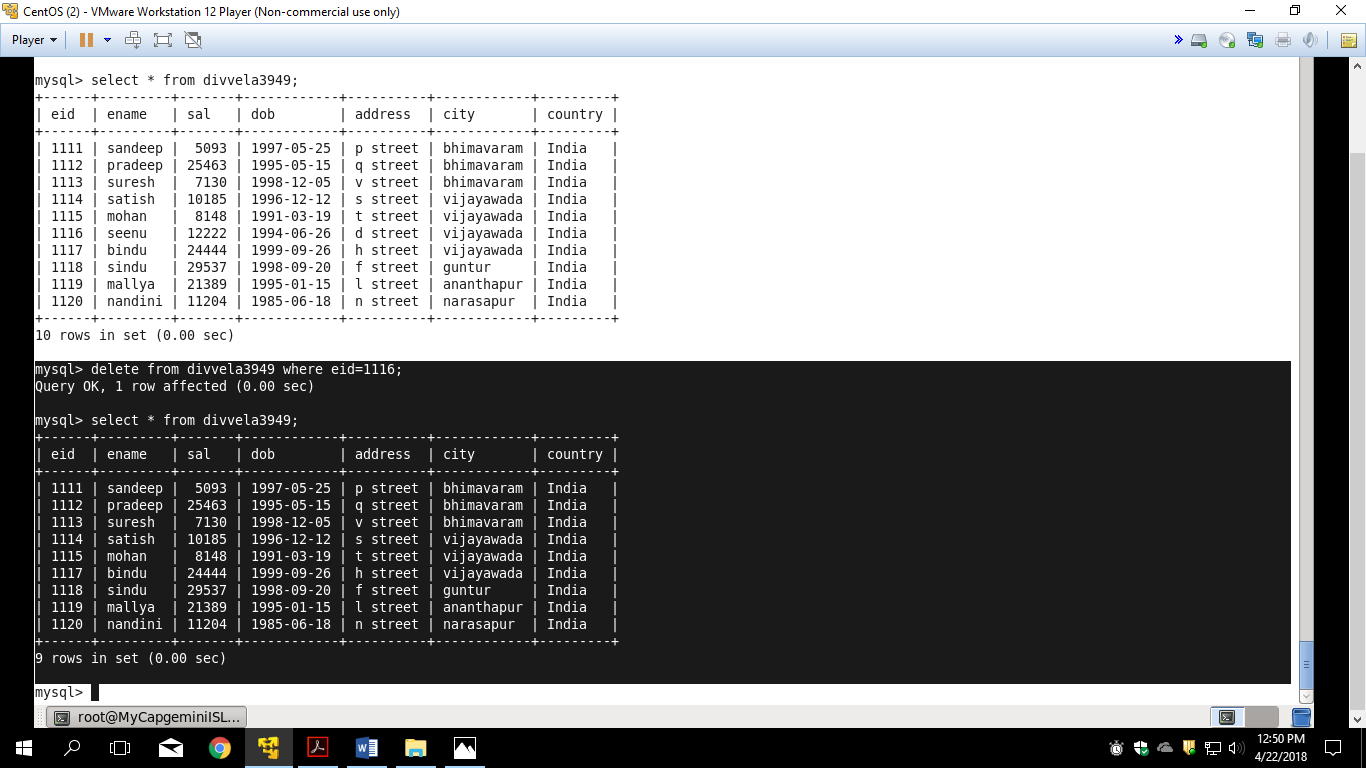 CentOS (2) - VMware Workstation 12 Player (Non-commercial use only)
Player
mysql> select * from divvela3949;
+------+---------+-------+------------+----------+------------+---------+
| eid  | ename   | sal   | dob        | address  | city       | country |
+------+---------+-------+------------+----------+------------+---------+
| 1111 | sandeep |  5093 | 1997-05-25 | p street | bhimavaram | India   |
| 1112 | pradeep | 25463 | 1995-05-15 | q street | bhimavaram | India   |
| 1113 | suresh  |  7130 | 1998-12-05 | v street | bhimavaram | India   |
| 1114 | satish  | 10185 | 1996-12-12 | s street | vijayawada | India   |
| 1115 | mohan   |  8148 | 1991-03-19 | t street | vijayawada | India   |
| 1116 | seenu   | 12222 | 1994-06-26 | d street | vijayawada | India   |
| 1117 | bindu   | 24444 | 1999-09-26 | h street | vijayawada | India   |
| 1118 | sindu   | 29537 | 1998-09-20 | f street | guntur     | India   |
| 1119 | mallya  | 21389 | 1995-01-15 | l street | ananthapur | India   |
| 1120 | nandini | 11204 | 1985-06-18 | n street | narasapur  | India   |
+------+---------+-------+------------+----------+------------+---------+
10 rows in set (0.00 sec)
mysql> delete from divvela3949 where eid=1116;
Query OK, 1 row affected (0.00 sec)
mysql> select * from divvela3949;
+------+---------+-------+------------+----------+------------+---------+
| eid  | ename   | sal   | dob        | address  | city       | country |
+------+---------+-------+------------+----------+------------+---------+
| 1111 | sandeep |  5093 | 1997-05-25 | p street | bhimavaram | India   |
| 1112 | pradeep | 25463 | 1995-05-15 | q street | bhimavaram | India   |
| 1113 | suresh  |  7130 | 1998-12-05 | v street | bhimavaram | India   |
| 1114 | satish  | 10185 | 1996-12-12 | s street | vijayawada | India   |
| 1115 | mohan   |  8148 | 1991-03-19 | t street | vijayawada | India   |
| 1117 | bindu   | 24444 | 1999-09-26 | h street | vijayawada | India   |
| 1118 | sindu   | 29537 | 1998-09-20 | f street | guntur     | India   |
| 1119 | mallya  | 21389 | 1995-01-15 | l street | ananthapur | India   |
| 1120 | nandini | 11204 | 1985-06-18 | n street | narasapur  | India   |
+------+---------+-------+------------+----------+------------+---------+
9 rows in set (0.00 sec)
mysql>
root@MyCapgeminiISL...
12:50 PM
4/22/2018